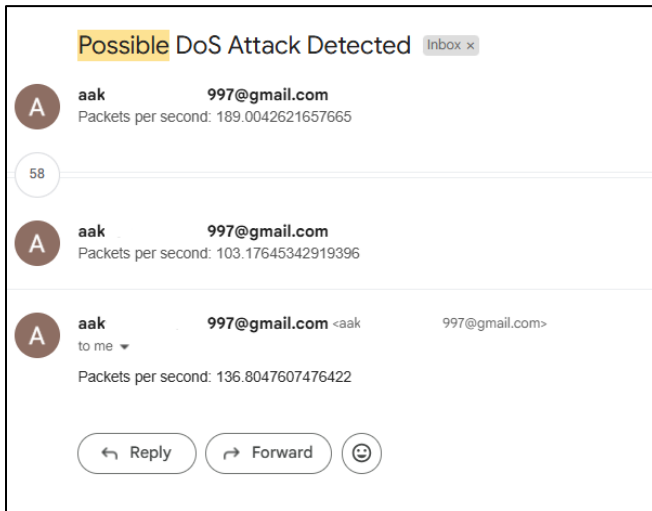 Possible DoS Attack Detected Inbox ×
A
aak 997@gmail.com
Packets per second: 189.0042621657665
58
A
aak 997@gmail.com
Packets per second: 103.17645342919396
A
aak 997@gmail.com <aak 997@gmail.com>
to me
Packets per second: 136.8047607476422
Reply Forward